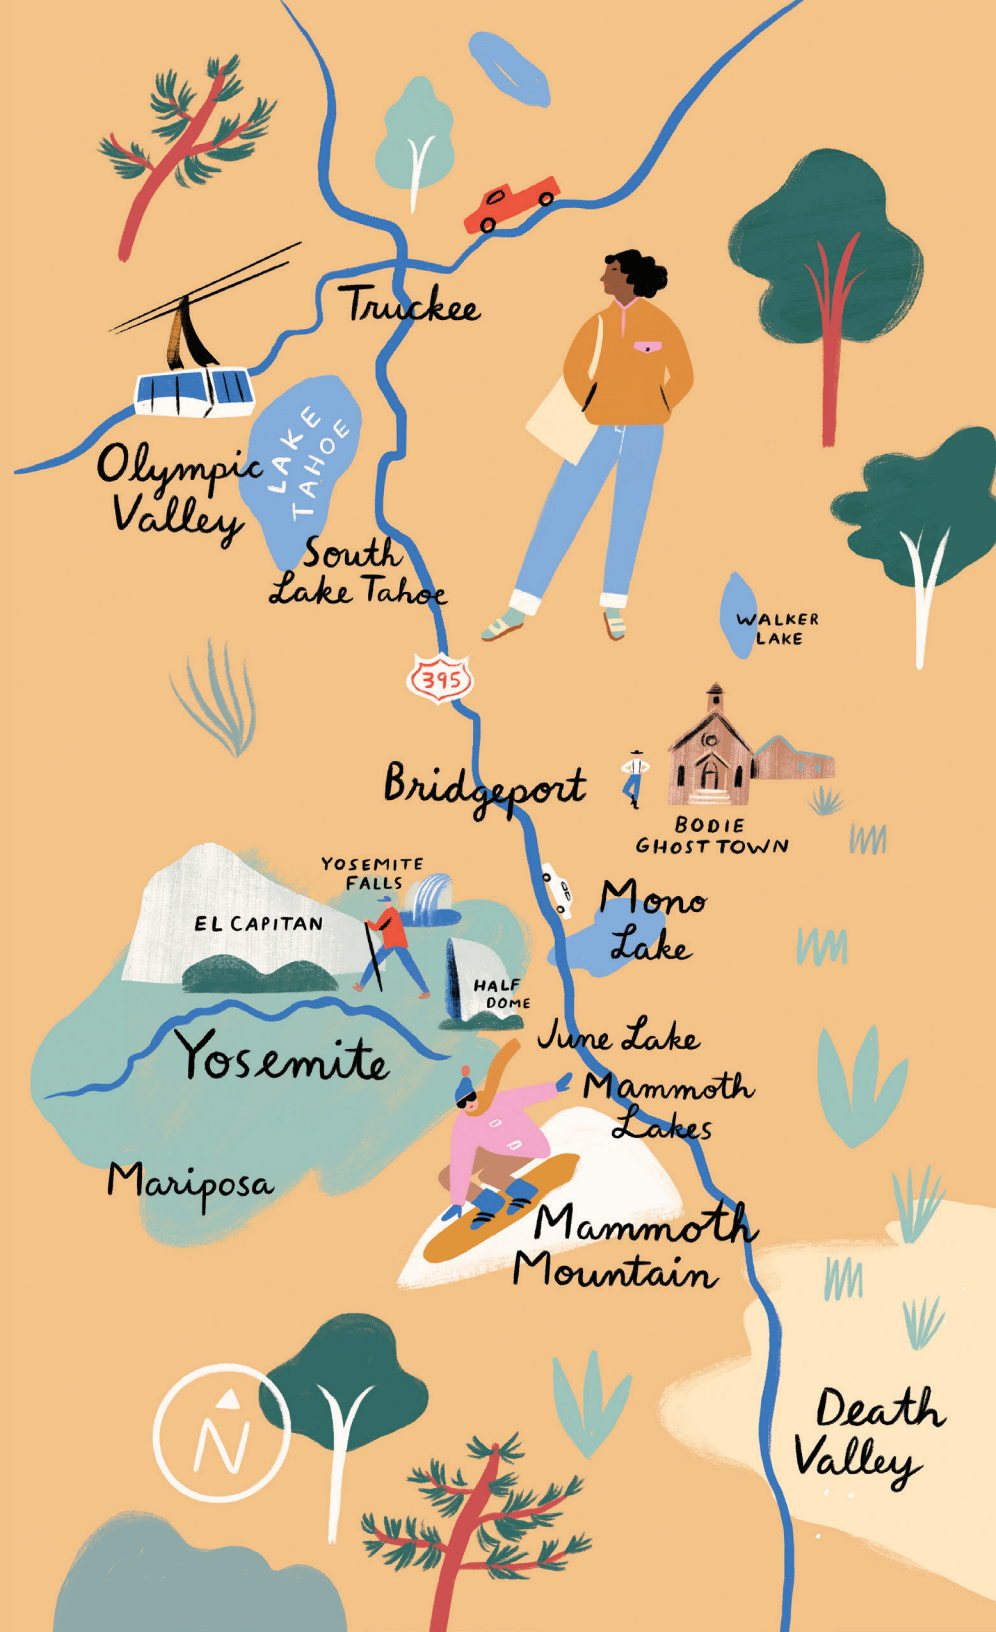 Truckee
LAKE
TAHOE
Olympic
Valley
South
Lake Tahoe
WALKER
LAKE
395
Bridgeport
BODIE
GHOST TOWN
YOSEMITE
FALLS
EL CAPITAN
Mono
Lake
HALF
DOME
June Lake
Yosemite
Mammoth
Lakes
Mariposa
Mammoth
Mountain
Death
Valley
N